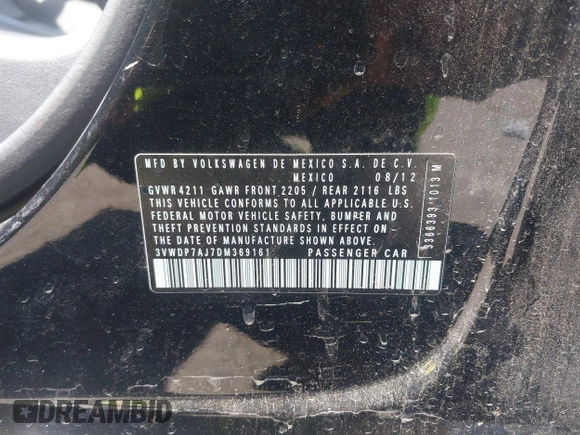 MFD BY VOLKSWAGEN DE MEXICO S.A. DE C.V.
MEXICO 08/12
GVWR 4211 GAWR FRONT 2205 / REAR 2116 LBS
THIS VEHICLE CONFORMS TO ALL APPLICABLE U.S.
FEDERAL MOTOR VEHICLE SAFETY, BUMPER AND
THEFT PREVENTION STANDARDS IN EFFECT ON
THE DATE OF MANUFACTURE SHOWN ABOVE.
3VWDP7AJ7DM369161 PASSENGER CAR
3366393 1013 M
DREAMBID